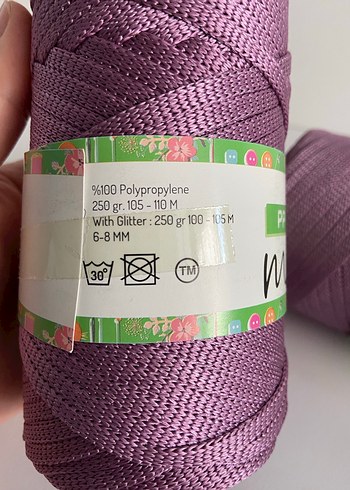 %100 Polypropylene
250 gr. 105 - 110 M
With Glitter : 250 gr 100 - 105 M
6-8 MM
30°
TM